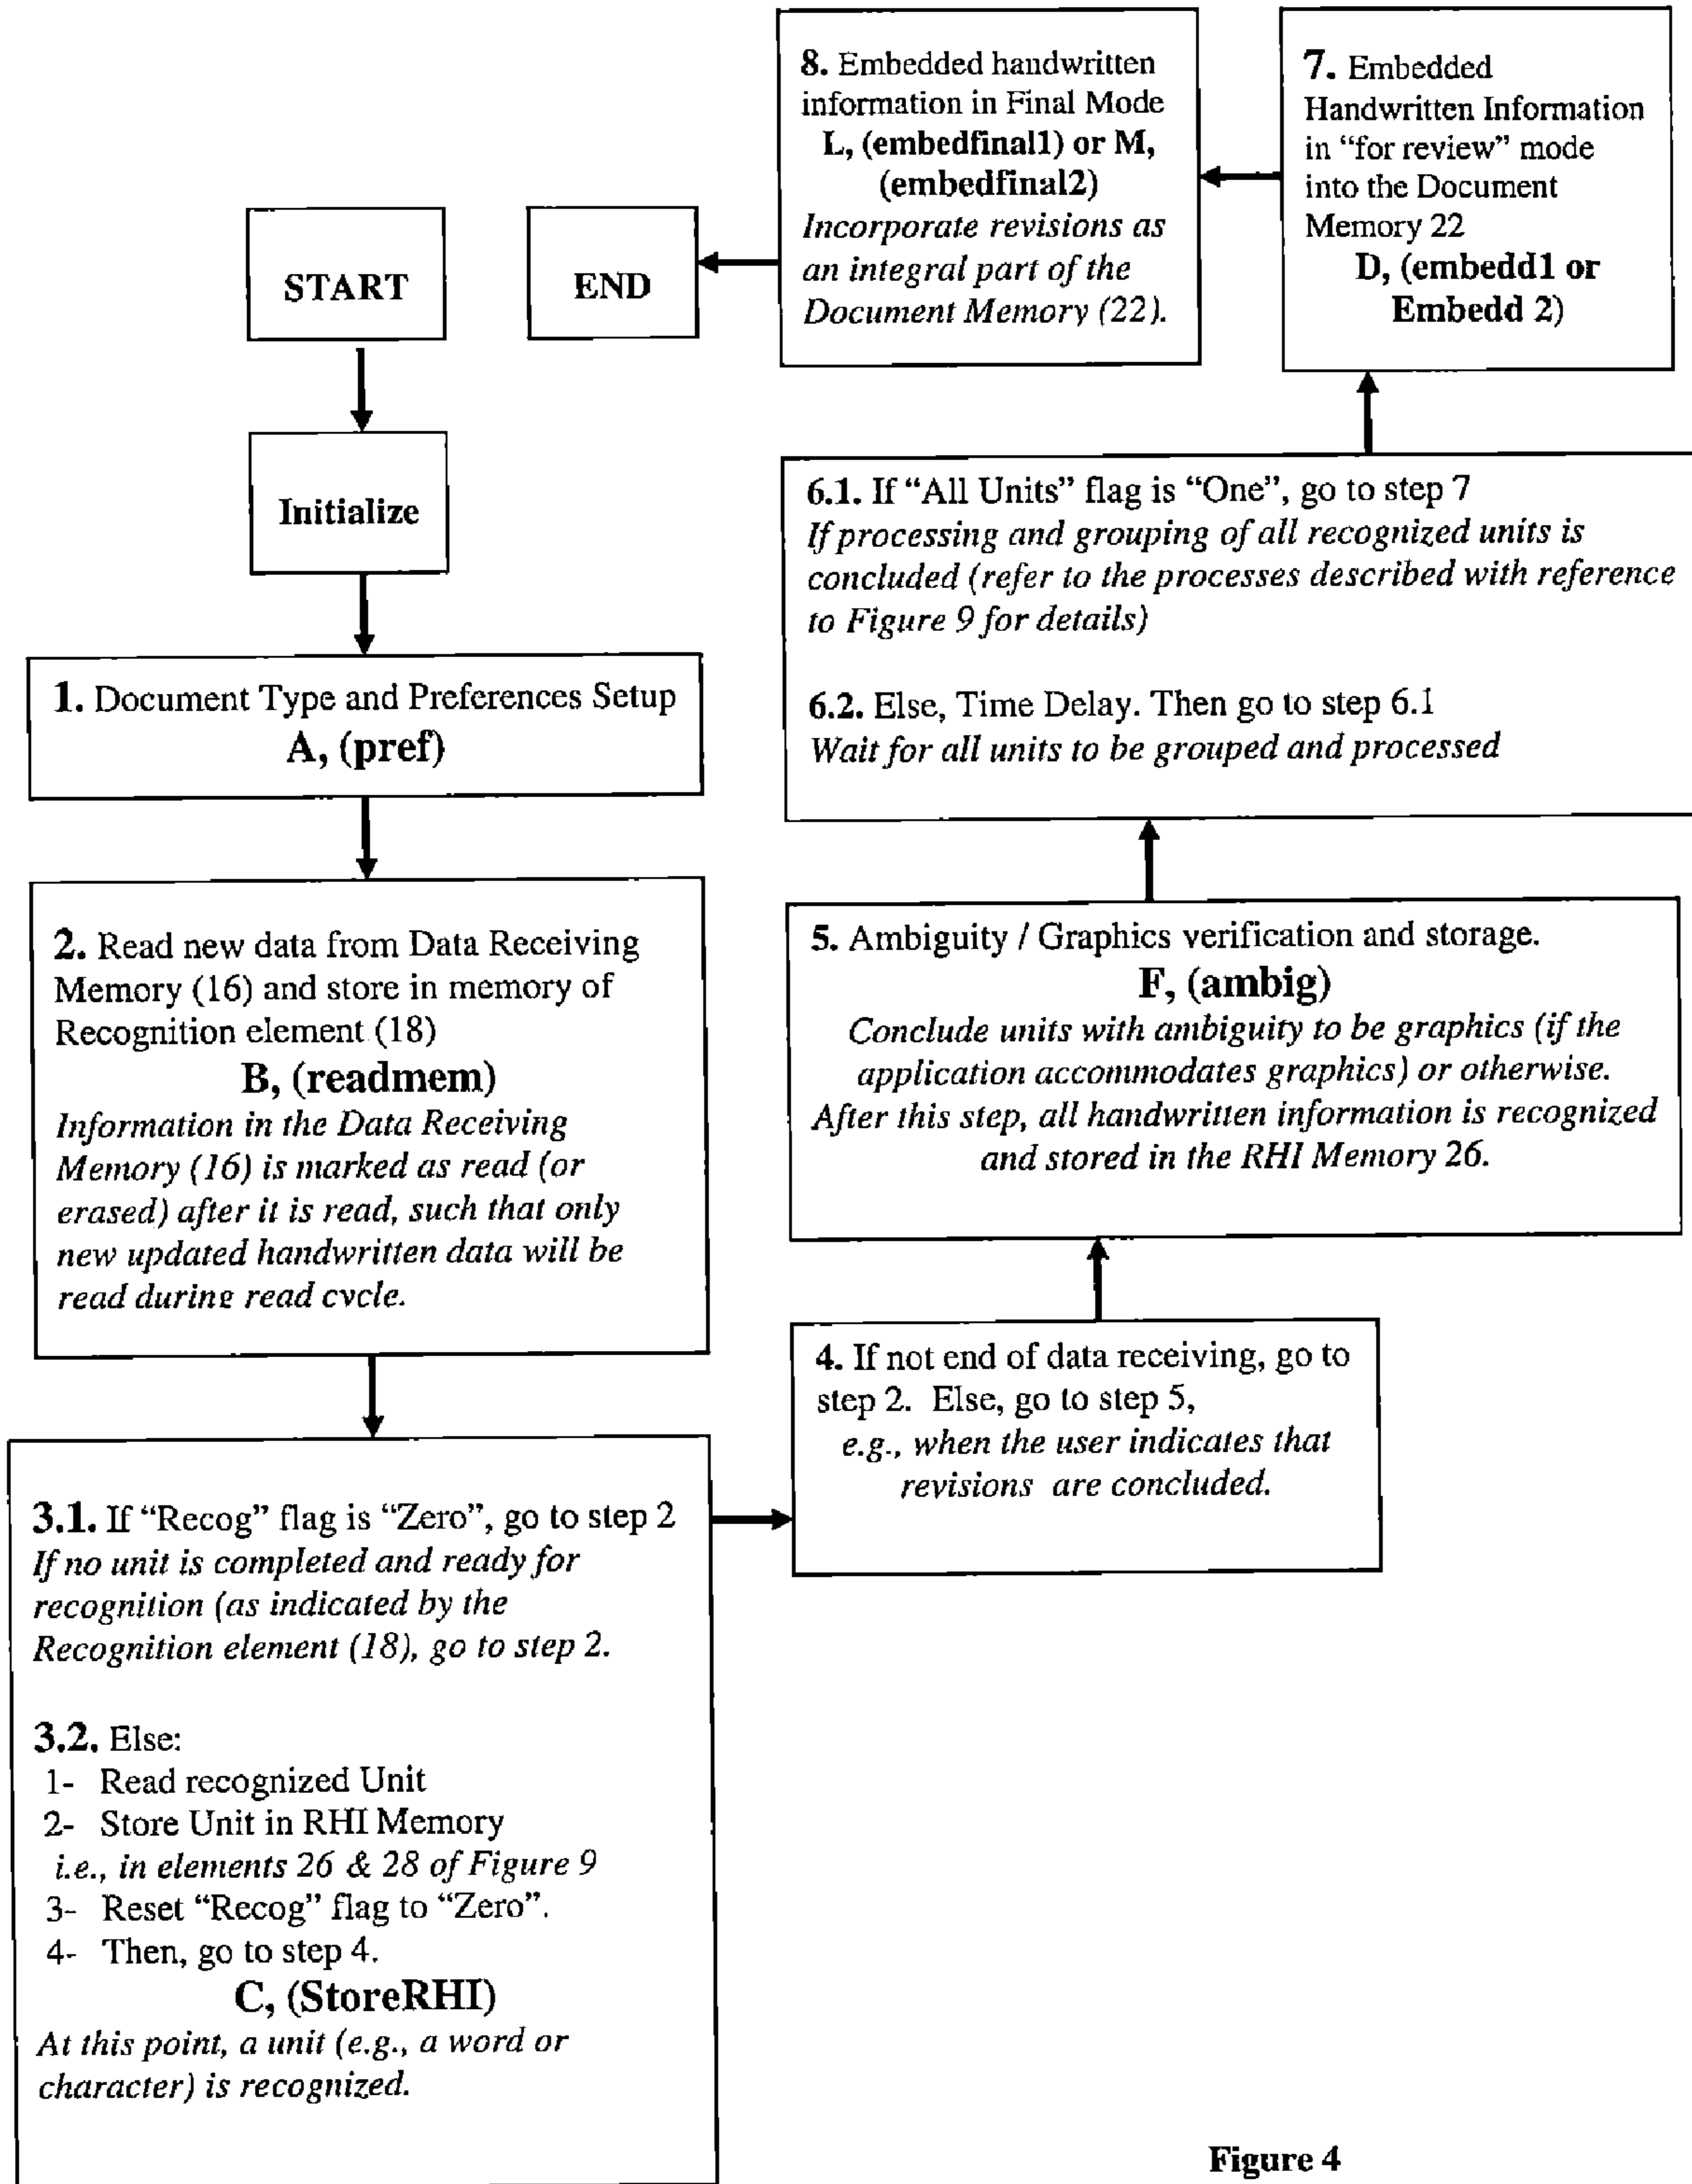 START
Initialize
1. Document Type and Preferences Setup
A, (pref)
2. Read new data from Data Receiving
Memory (16) and store in memory of
Recognition element (18)
B, (readmem)
Information in the Data Receiving
Memory (16) is marked as read (or
erased) after it is read, such that only
new updated handwritten data will be
read during read cycle.
3.1. If “Recog” flag is “Zero”, go to step 2
If no unit is completed and ready for
recognition (as indicated by the
Recognition element (18), go to step 2.
3.2. Else:
1- Read recognized Unit
2- Store Unit in RHI Memory
i.e., in elements 26 & 28 of Figure 9
3- Reset “Recog” flag to “Zero”.
4- Then, go to step 4.
C, (StoreRHI)
At this point, a unit (e.g., a word or
character) is recognized.
4. If not end of data receiving, go to
step 2. Else, go to step 5,
e.g., when the user indicates that
revisions are concluded.
5. Ambiguity / Graphics verification and storage.
F, (ambig)
Conclude units with ambiguity to be graphics (if the
application accommodates graphics) or otherwise.
After this step, all handwritten information is recognized
and stored in the RHI Memory 26.
6.1. If “All Units” flag is “One”, go to step 7
If processing and grouping of all recognized units is
concluded (refer to the processes described with reference
to Figure 9 for details)
6.2. Else, Time Delay. Then go to step 6.1
Wait for all units to be grouped and processed
7. Embedded
Handwritten Information
in “for review” mode
into the Document
Memory 22
D, (embedd1 or
Embedd 2)
8. Embedded handwritten
information in Final Mode
L, (embedfinal1) or M,
(embedfinal2)
Incorporate revisions as
an integral part of the
Document Memory (22).
END
Figure 4